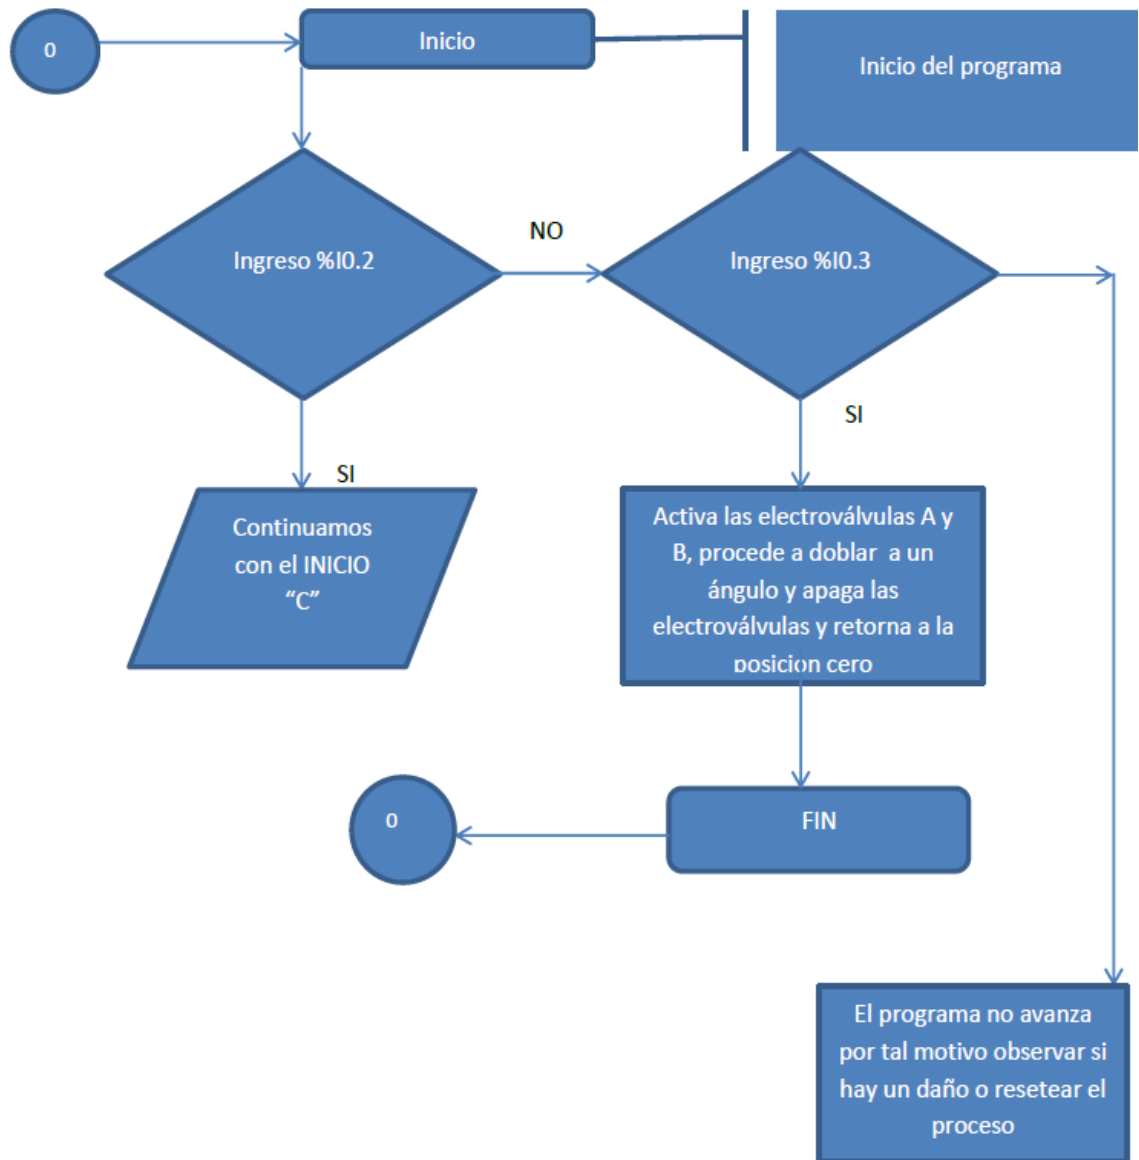 0
Inicio
Inicio del programa
Ingreso %I0.2
NO
Ingreso %I0.3
SI
SI
Continuamos
con el INICIO
“C”
Activa las electroválvulas A y
B, procede a doblar a un
ángulo y apaga las
electroválvulas y retorna a la
posicion cero
0
FIN
El programa no avanza
por tal motivo observar si
hay un daño o resetear el
proceso